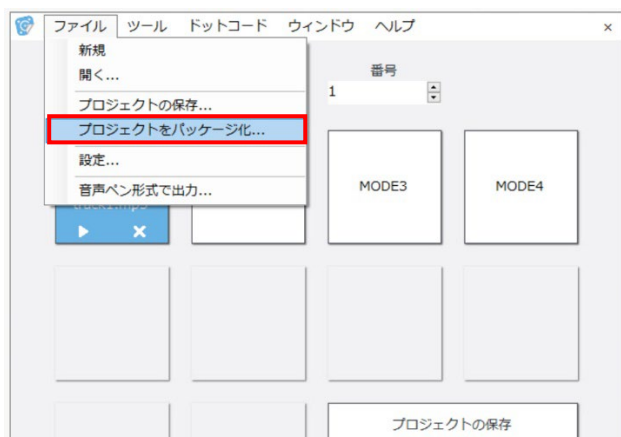 ファイル ツール ドットコード ウィンドウ ヘルプ ×
新規
開く...
番号
1
プロジェクトの保存...
プロジェクトをパッケージ化...
設定...
音声ペン形式で出力...
MODE3 MODE4
プロジェクトの保存